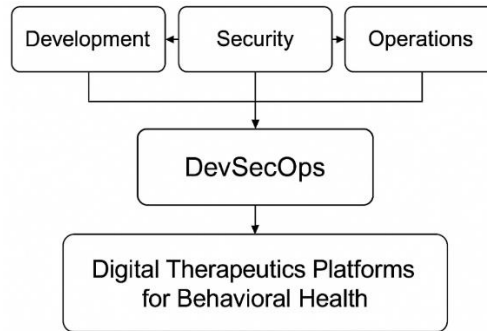 Development
Security
Operations
DevSecOps
Digital Therapeutics Platforms
for Behavioral Health